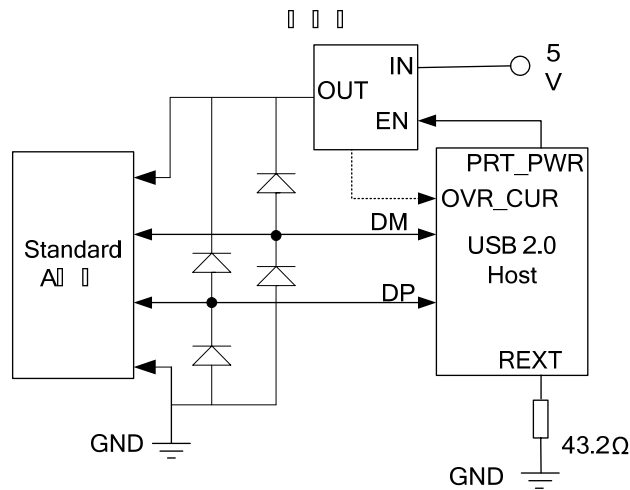 IN
5
V
OUT
EN
PRT_PWR
OVR_CUR
DM
USB 2.0
Host
Standard
A
DP
REXT
GND
43.2Ω
GND